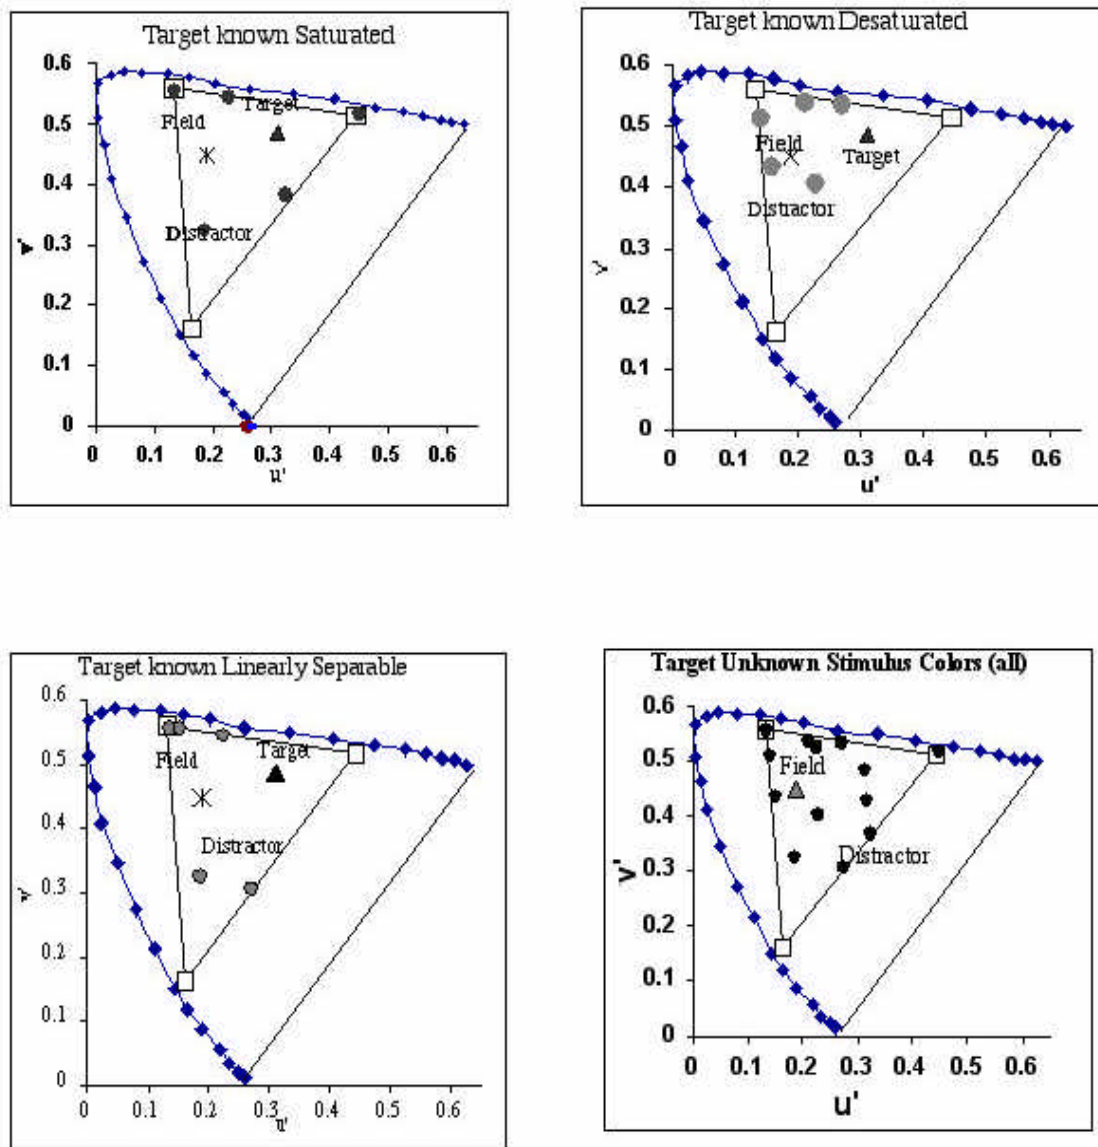 Target known Saturated
0.6
Target
0.5
Field
0.4
0.3
Distractor
v'
0.2
0.1
0
0 0.1 0.2 0.3 0.4 0.5 0.6
u'
Target known Desaturated
0.6
0.5
Field
Target
0.4
Distractor
0.3
v'
0.2
0.1
0
0 0.1 0.2 0.3 0.4 0.5 0.6
u'
Target known Linearly Separable
0.6
Field
Target
0.5
0.4
Distractor
0.3
v'
0.2
0.1
0
0 0.1 0.2 0.3 0.4 0.5 0.6
u'
Target Unknown Stimulus Colors (all)
0.6
0.5
Field
0.4
Distractor
0.3
v'
0.2
0.1
0
0 0.1 0.2 0.3 0.4 0.5 0.6
u'